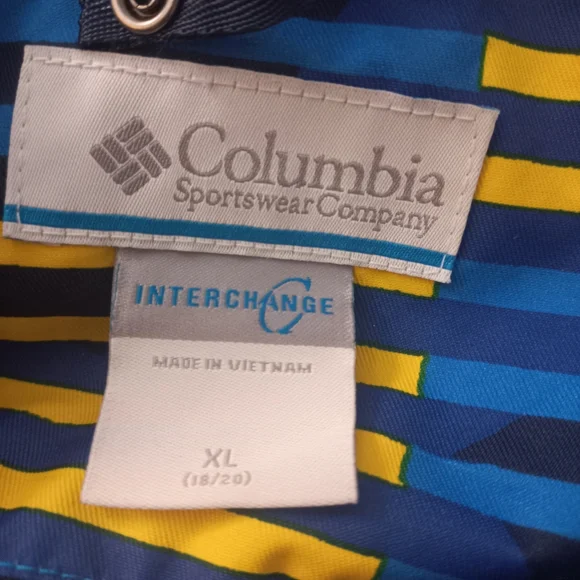 Columbia
Sportswear Company
INTERCHANGE
MADE IN VIETNAM
XL
(18/20)